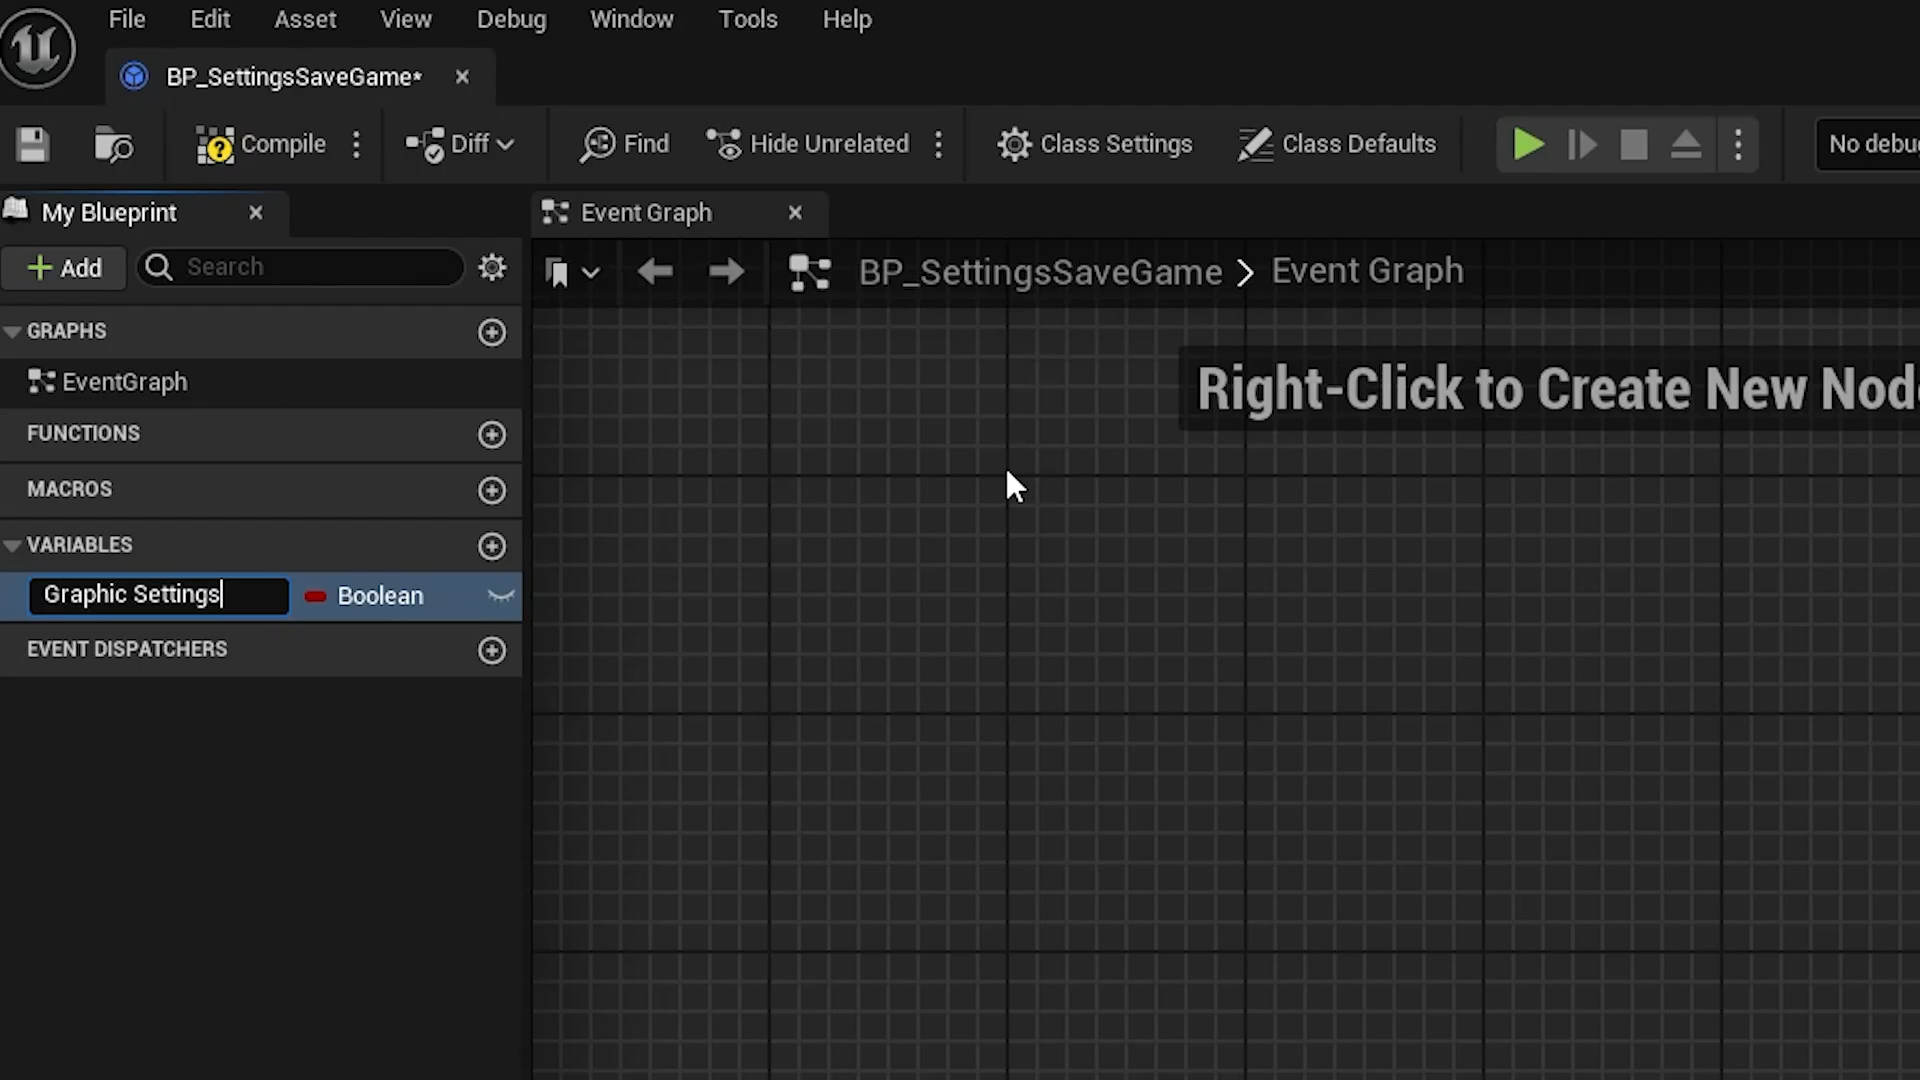 File Edit Asset View Debug Window Tools Help
BP_SettingsSaveGame*
Compile Diff Find Hide Unrelated Class Settings Class Defaults No debu
My Blueprint Event Graph
Add Search BP_SettingsSaveGame > Event Graph
GRAPHS
Right-Click to Create New Nod
EventGraph
FUNCTIONS
MACROS
VARIABLES
Graphic Settings Boolean
EVENT DISPATCHERS